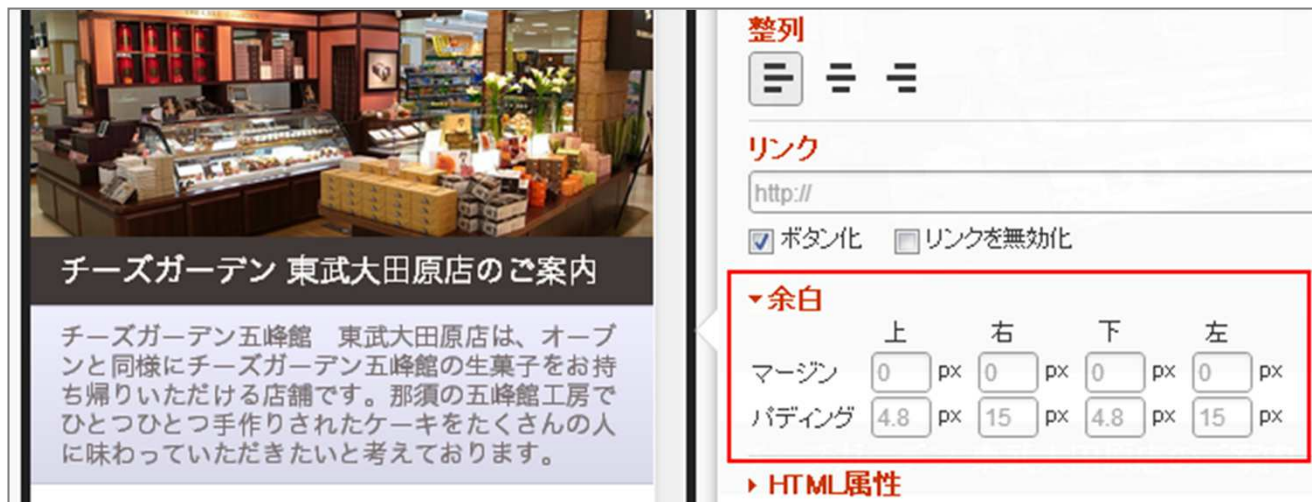 チーズガーデン 東武大田原店のご案内
チーズガーデン五峰館　東武大田原店は、オーブ
ンと同様にチーズガーデン五峰館の生菓子をお持
ち帰りいただける店舗です。那須の五峰館工房で
ひとつひとつ手作りされたケーキをたくさんの人
に味わっていただきたいと考えております。
整列
リンク
http://
ボタン化 リンクを無効化
余白
上 右 下 左
マージン 0 px 0 px 0 px 0 px
パディング 4.8 px 15 px 4.8 px 15 px
HTML属性